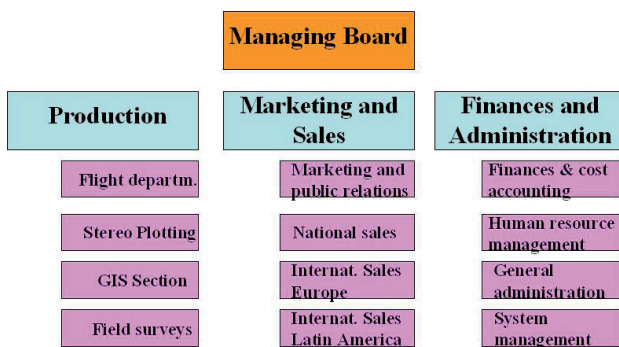 Managing Board
Production
Marketing and
Sales
Finances and
Administration
Flight departm.
Marketing and
public relations
Finances & cost
accounting
Stereo Plotting
National sales
Human resource
management
GIS Section
Internat. Sales
Europe
General
administration
Field surveys
Internat. Sales
Latin America
System
management